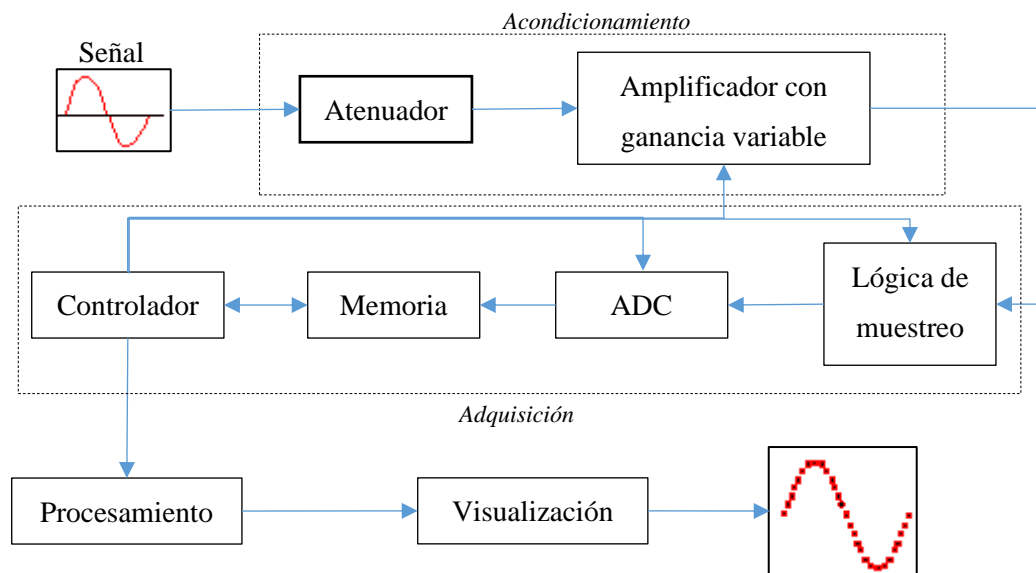 Acondicionamiento
Señal
Atenuador
Amplificador con
ganancia variable
Controlador
Memoria
ADC
Lógica de
muestreo
Adquisición
Procesamiento
Visualización